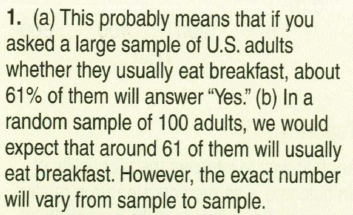 1. (a) This probably means that if you
asked a large sample of U.S. adults
whether they usually eat breakfast, about
61% of them will answer “Yes.” (b) In a
random sample of 100 adults, we would
expect that around 61 of them will usually
eat breakfast. However, the exact number
will vary from sample to sample.